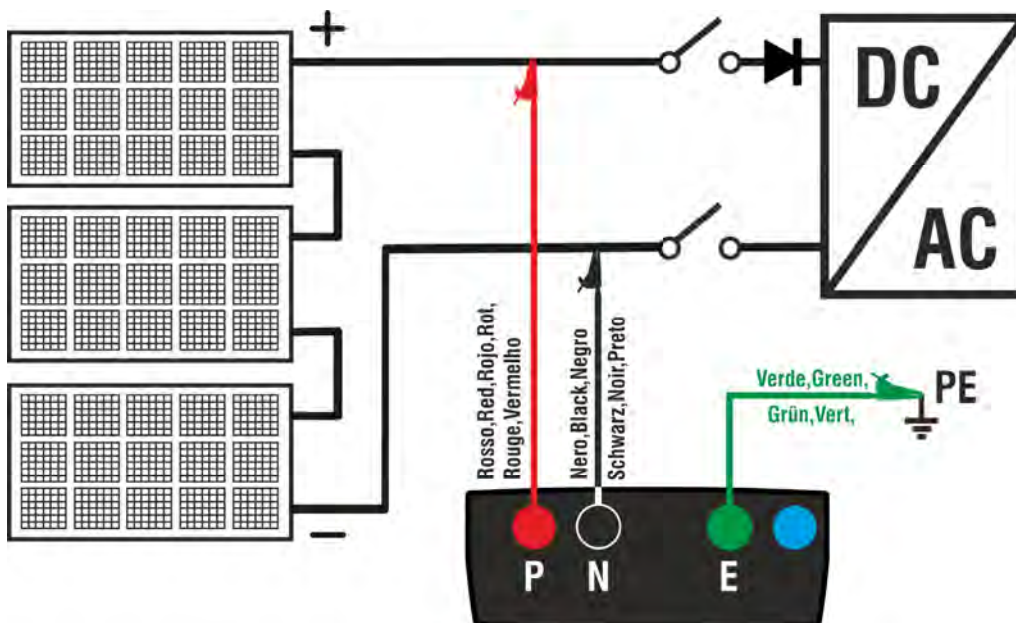 +
DC
AC
Rosso,Red,Rojo,Rot,
Rouge,Vermelho
Nero,Black,Negro
Schwarz,Noir,Preto
Verde,Green,
Grün,Vert,
PE
−
P N E